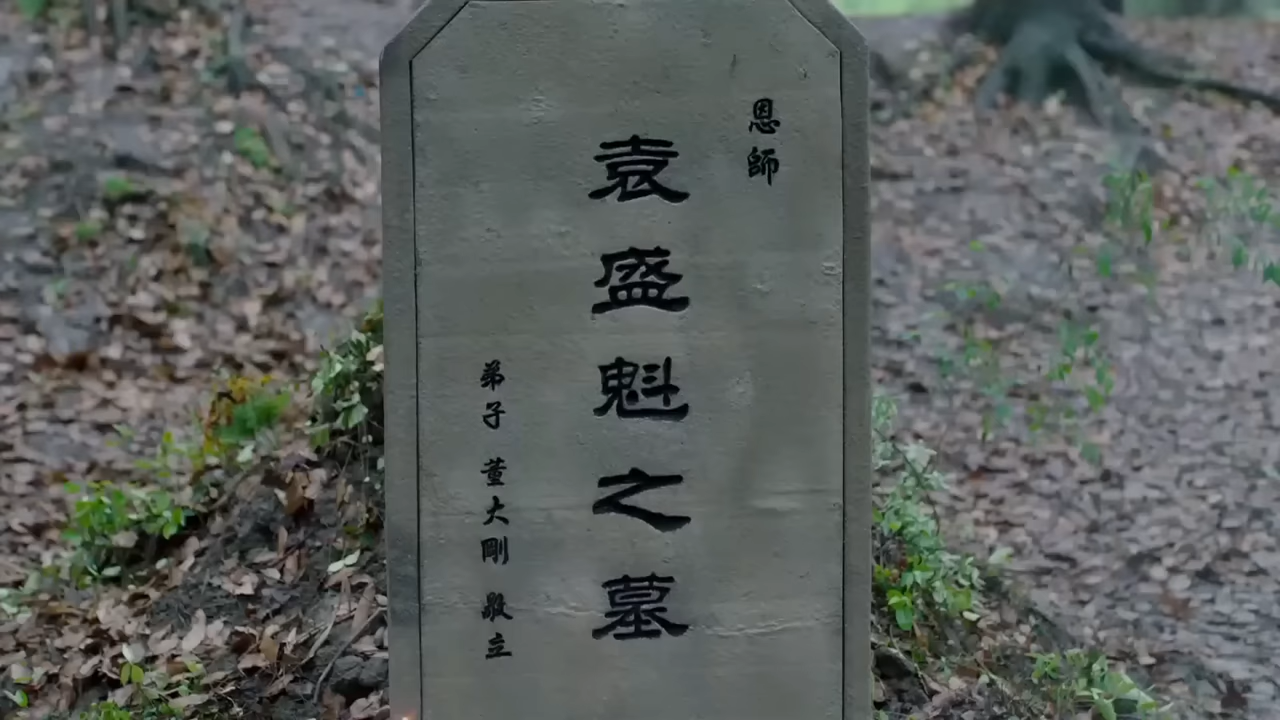 恩師
袁盛魁之墓
弟子 董大剛 敬立